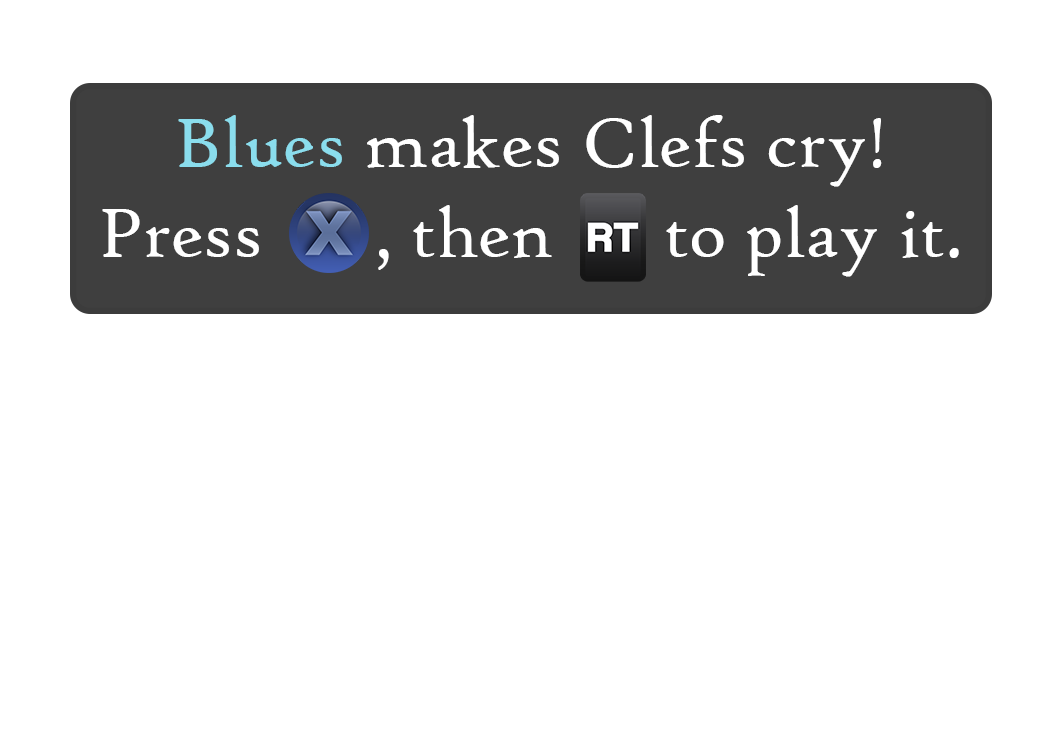 Blues makes Clefs cry!
Press X, then RT to play it.